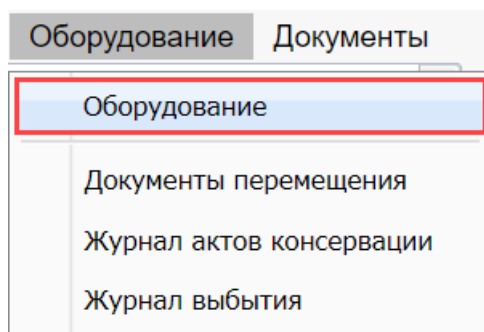 Оборудование Документы
Оборудование
Документы перемещения
Журнал актов консервации
Журнал выбытия